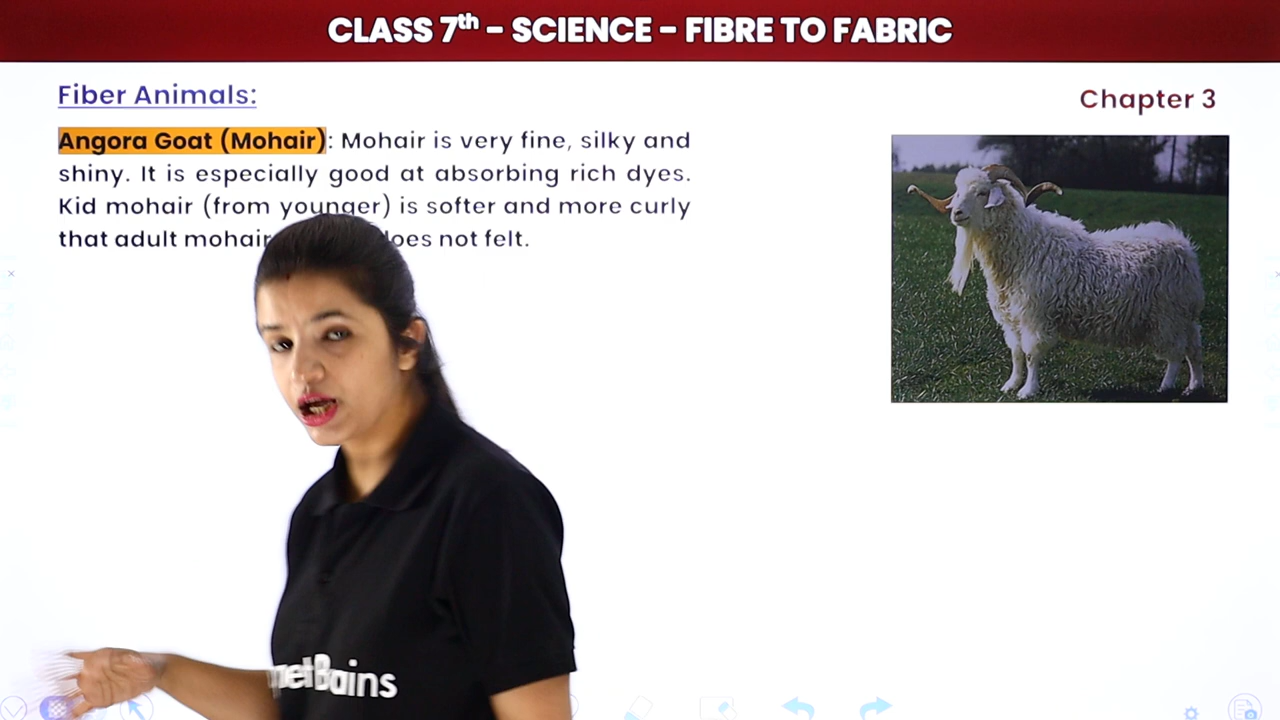 CLASS 7th - SCIENCE - FIBRE TO FABRIC
Fiber Animals:
Chapter 3
Angora Goat (Mohair): Mohair is very fine, silky and
shiny. It is especially good at absorbing rich dyes.
Kid mohair (from younger) is softer and more curly
that adult mohair not felt.